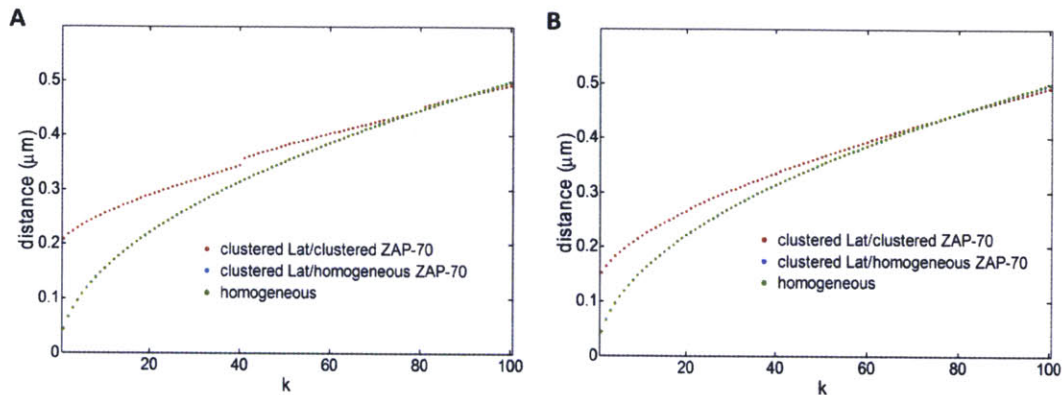 A
distance (μm)
0.5
0.4
0.3
0.2
0.1
0
20
40
60
80
100
k
clustered Lat/clustered ZAP-70
clustered Lat/homogeneous ZAP-70
homogeneous
B
distance (μm)
0.5
0.4
0.3
0.2
0.1
0
20
40
60
80
100
k
clustered Lat/clustered ZAP-70
clustered Lat/homogeneous ZAP-70
homogeneous